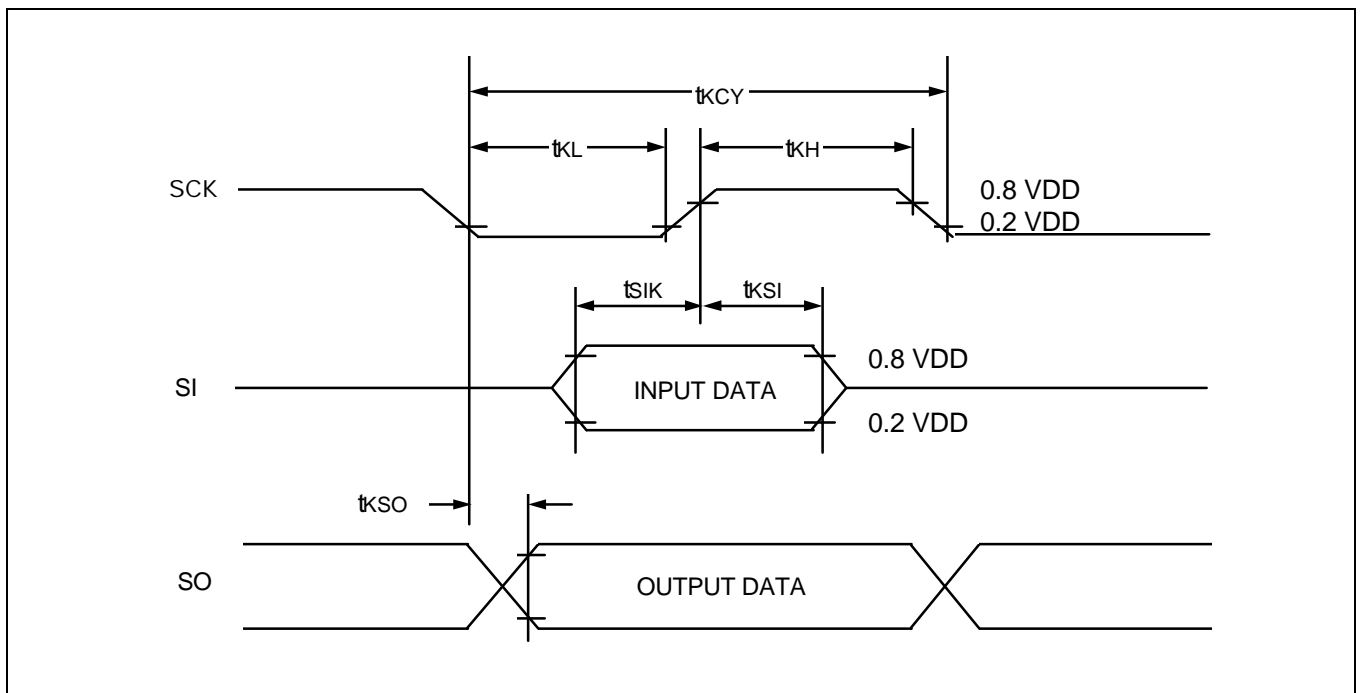 tKCY
tKL
tKH
SCK
0.8 VDD
0.2 VDD
tSIK
tKSI
0.8 VDD
SI
INPUT DATA
0.2 VDD
tKSO
SO
OUTPUT DATA